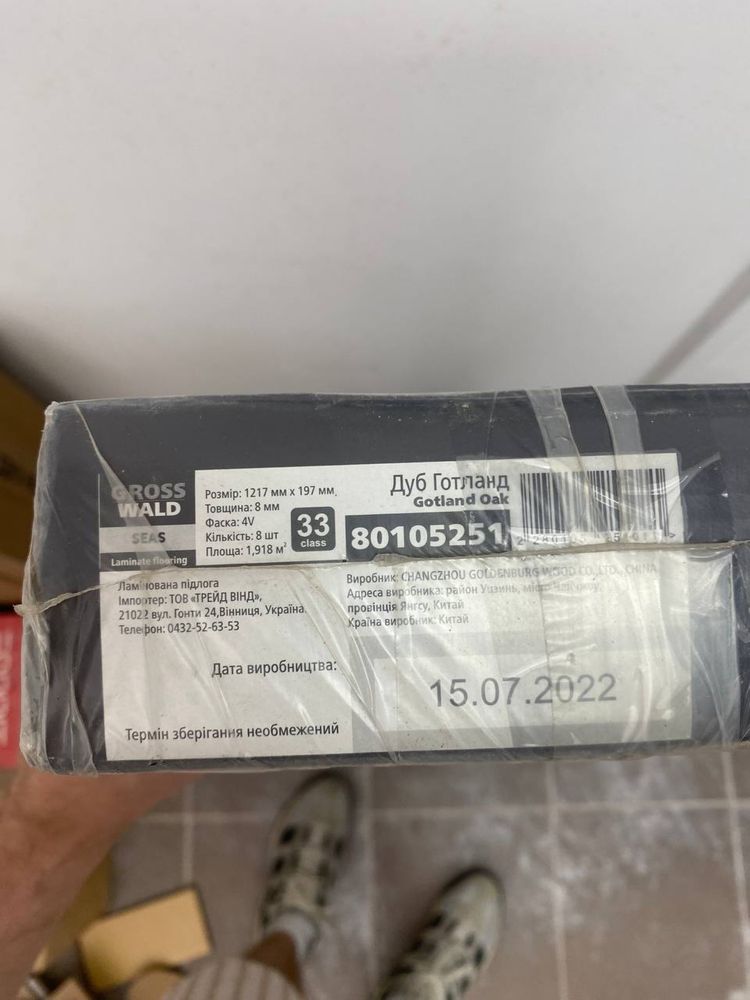 GROSS
WALD
SEAS
Laminate flooring
Розмір: 1217 мм х 197 мм
Товщина: 8 мм
Фаска: 4V
Кількість: 8 шт
Площа: 1,918 м²
33
class
Дуб Готланд
Gotland Oak
80105251
Ламінована підлога
Імпортер: ТОВ «ТРЕЙД ВІНД»,
21022 вул. Гонти 24,Вінниця, Україна
Телефон: 0432-52-63-53
Виробник: CHANGZHOU GOLDENBURG WOOD CO.,LTD., CHINA
Адреса виробника: район Уцзинь, місто
провінція Янгсу, Китай
Країна виробник: Китай
Дата виробництва:
15.07.2022
Термін зберігання необмежений